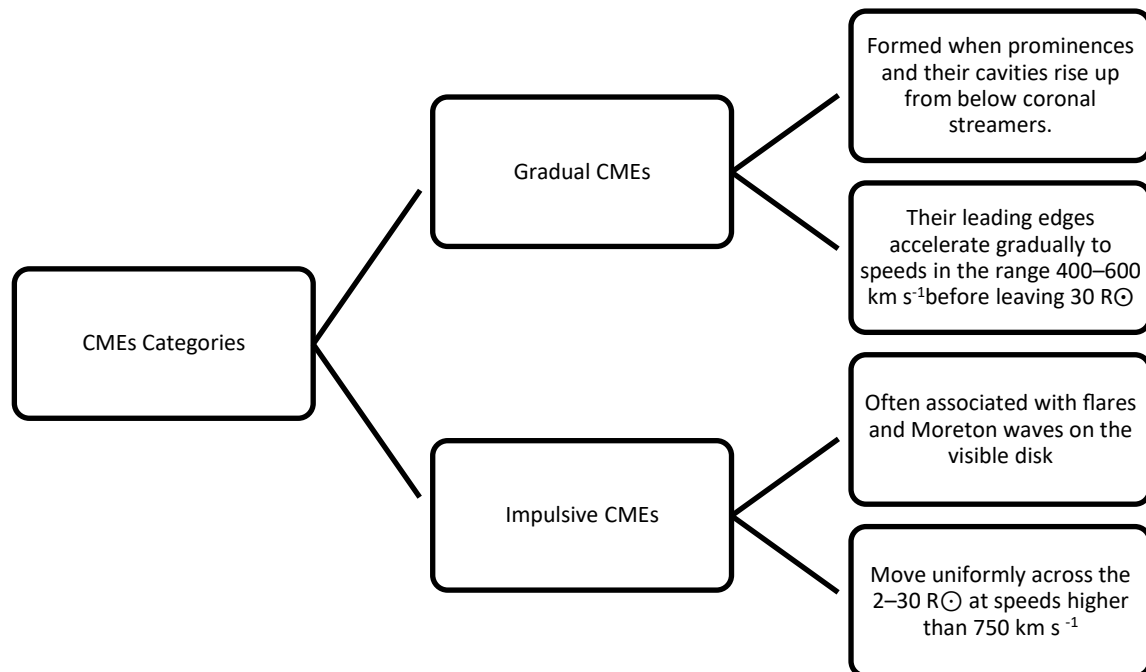 CMEs Categories
Gradual CMEs
Formed when prominences
and their cavities rise up
from below coronal
streamers.
Their leading edges
accelerate gradually to
speeds in the range 400–600
km s⁻¹before leaving 30 R⊙
Impulsive CMEs
Often associated with flares
and Moreton waves on the
visible disk
Move uniformly across the
2–30 R⊙ at speeds higher
than 750 km s ⁻¹